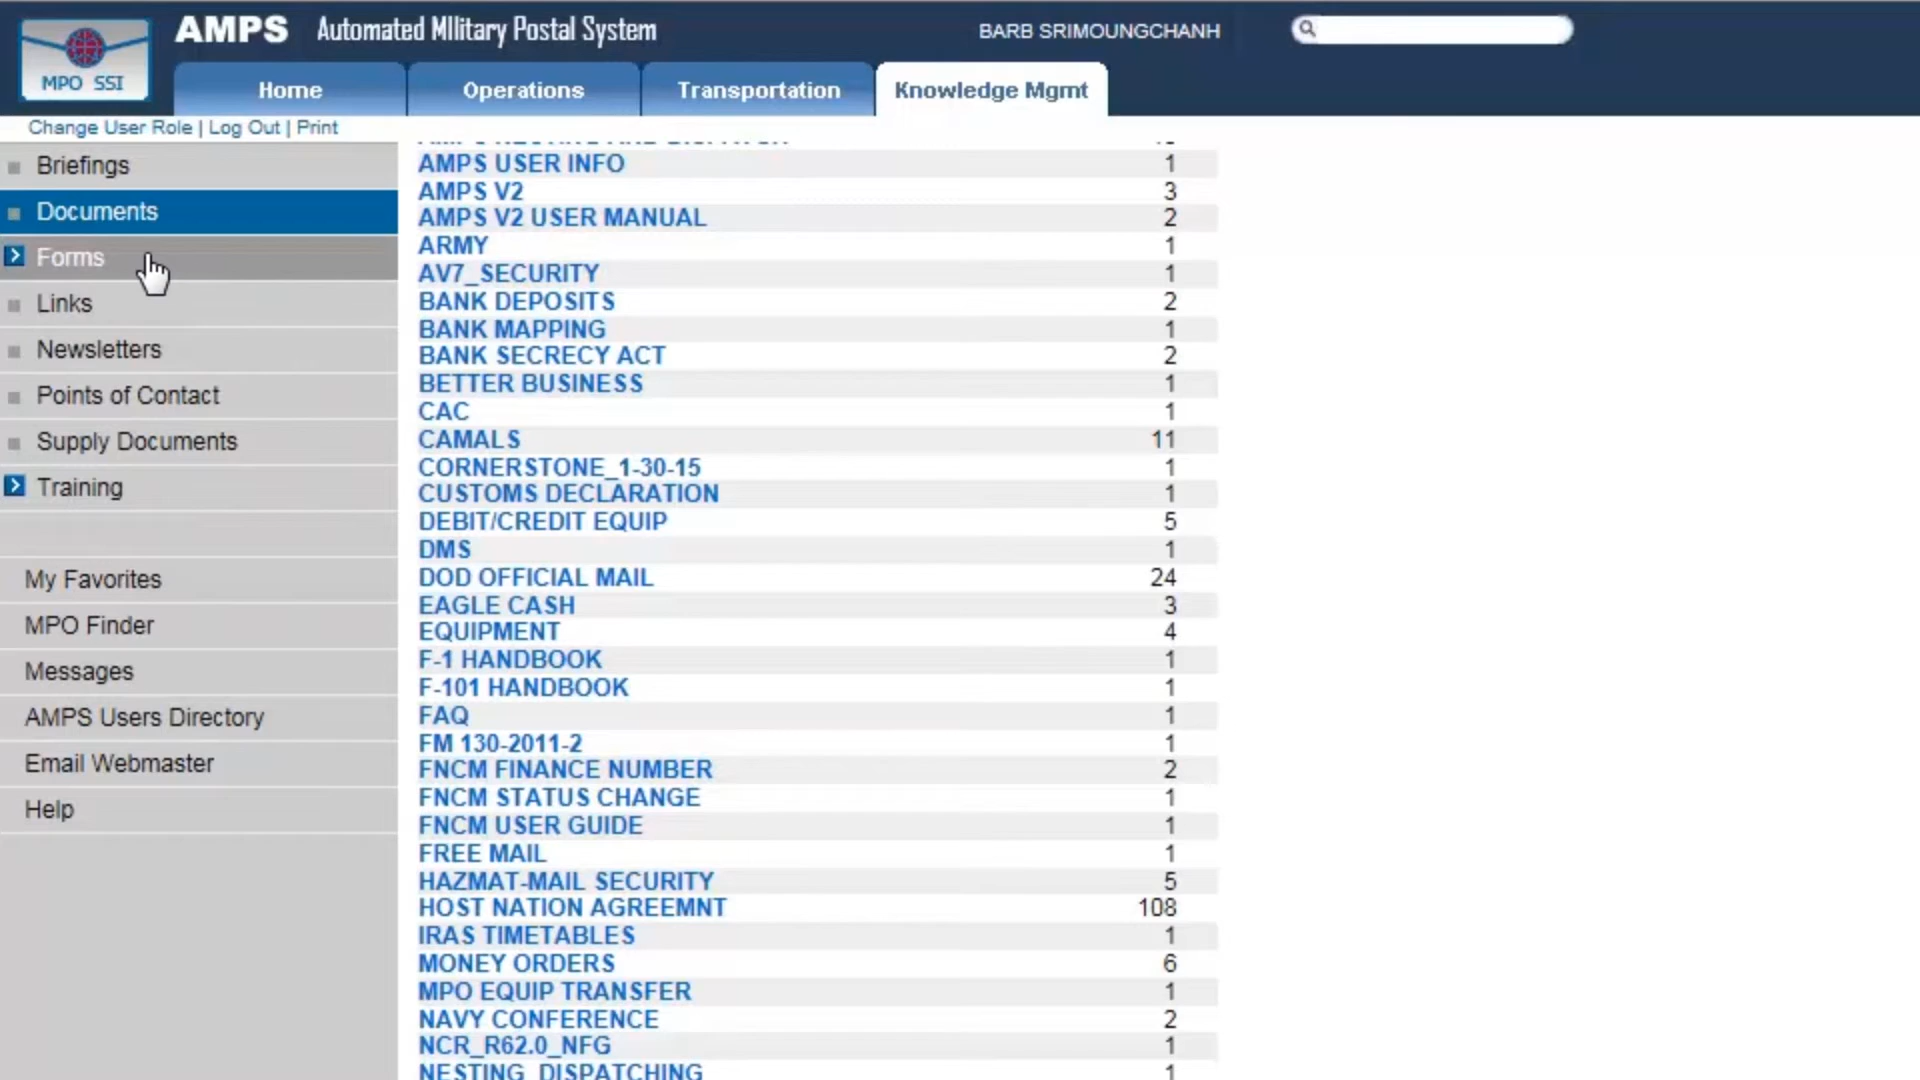 AMPS Automated MIlitary Postal System
BARB SRIMOUNGCHANH
MPO SSI
Home
Operations
Transportation
Knowledge Mgmt
Change User Role | Log Out | Print
Briefings
Documents
Forms
Links
Newsletters
Points of Contact
Supply Documents
Training
My Favorites
MPO Finder
Messages
AMPS Users Directory
Email Webmaster
Help
AMPS USER INFO 1
AMPS V2 3
AMPS V2 USER MANUAL 2
ARMY 1
AV7_SECURITY 1
BANK DEPOSITS 2
BANK MAPPING 1
BANK SECRECY ACT 2
BETTER BUSINESS 1
CAC 1
CAMALS 11
CORNERSTONE_1-30-15 1
CUSTOMS DECLARATION 1
DEBIT/CREDIT EQUIP 5
DMS 1
DOD OFFICIAL MAIL 24
EAGLE CASH 3
EQUIPMENT 4
F-1 HANDBOOK 1
F-101 HANDBOOK 1
FAQ 1
FM 130-2011-2 1
FNCM FINANCE NUMBER 2
FNCM STATUS CHANGE 1
FNCM USER GUIDE 1
FREE MAIL 1
HAZMAT-MAIL SECURITY 5
HOST NATION AGREEMNT 108
IRAS TIMETABLES 1
MONEY ORDERS 6
MPO EQUIP TRANSFER 1
NAVY CONFERENCE 2
NCR_R62.0_NFG 1
NESTING_DISPATCHING 1